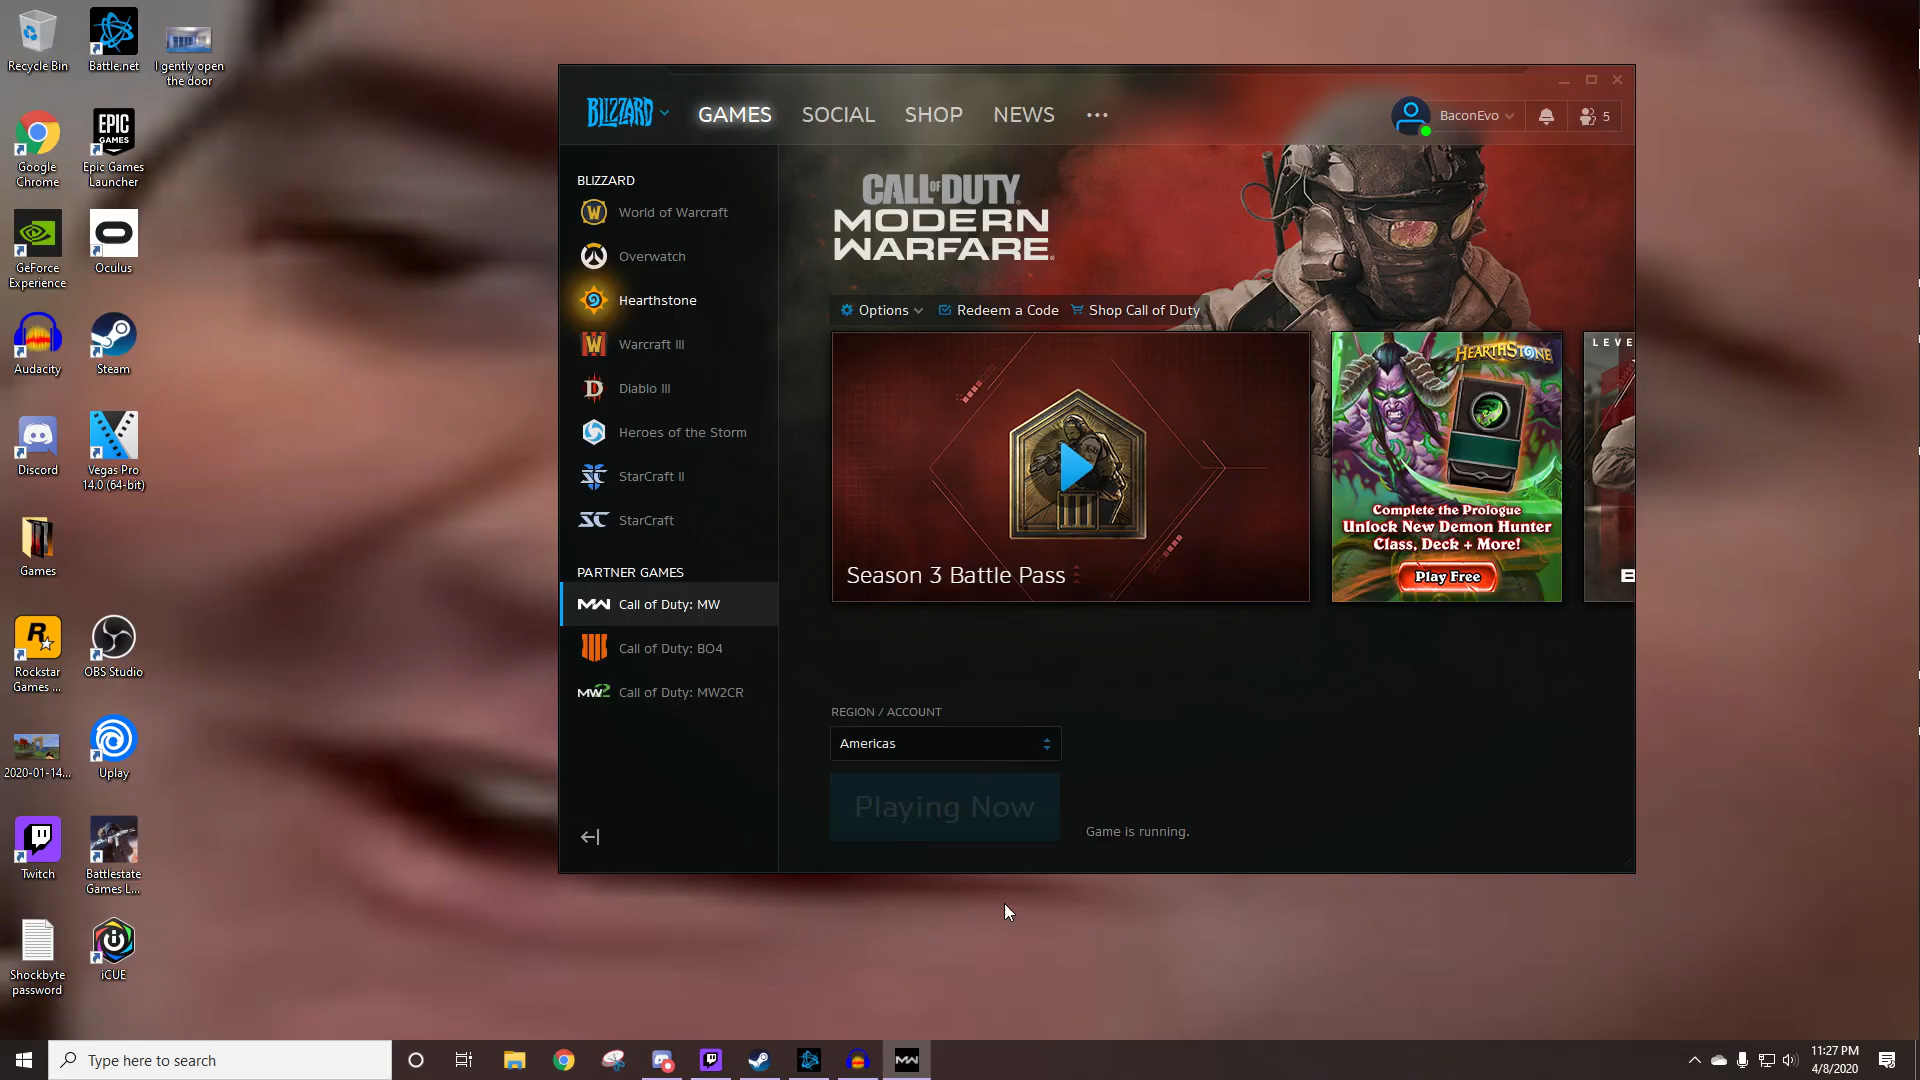 Recycle Bin
Battle.net
I gently open
the door
Google
Chrome
EPIC
GAMES
Epic Games
Launcher
GeForce
Experience
Oculus
Audacity
Steam
Discord
Vegas Pro
14.0 (64-bit)
Games
Rockstar
Games ...
OBS Studio
2020-01-14...
Uplay
Twitch
Battlestate
Games L...
Shockbyte
password
iCUE
BLIZZARD
GAMES
SOCIAL
SHOP
NEWS
BaconEvo
5
BLIZZARD
World of Warcraft
Overwatch
Hearthstone
Warcraft III
Diablo III
Heroes of the Storm
StarCraft II
StarCraft
PARTNER GAMES
Call of Duty: MW
Call of Duty: BO4
Call of Duty: MW2CR
CALL OF DUTY
MODERN
WARFARE
Options
Redeem a Code
Shop Call of Duty
III
Season 3 Battle Pass
HEARTHSTONE
Complete the Prologue
Unlock New Demon Hunter
Class, Deck + More!
Play Free
LEVE
REGION / ACCOUNT
Americas
Playing Now
Game is running.
Type here to search
11:27 PM
4/8/2020